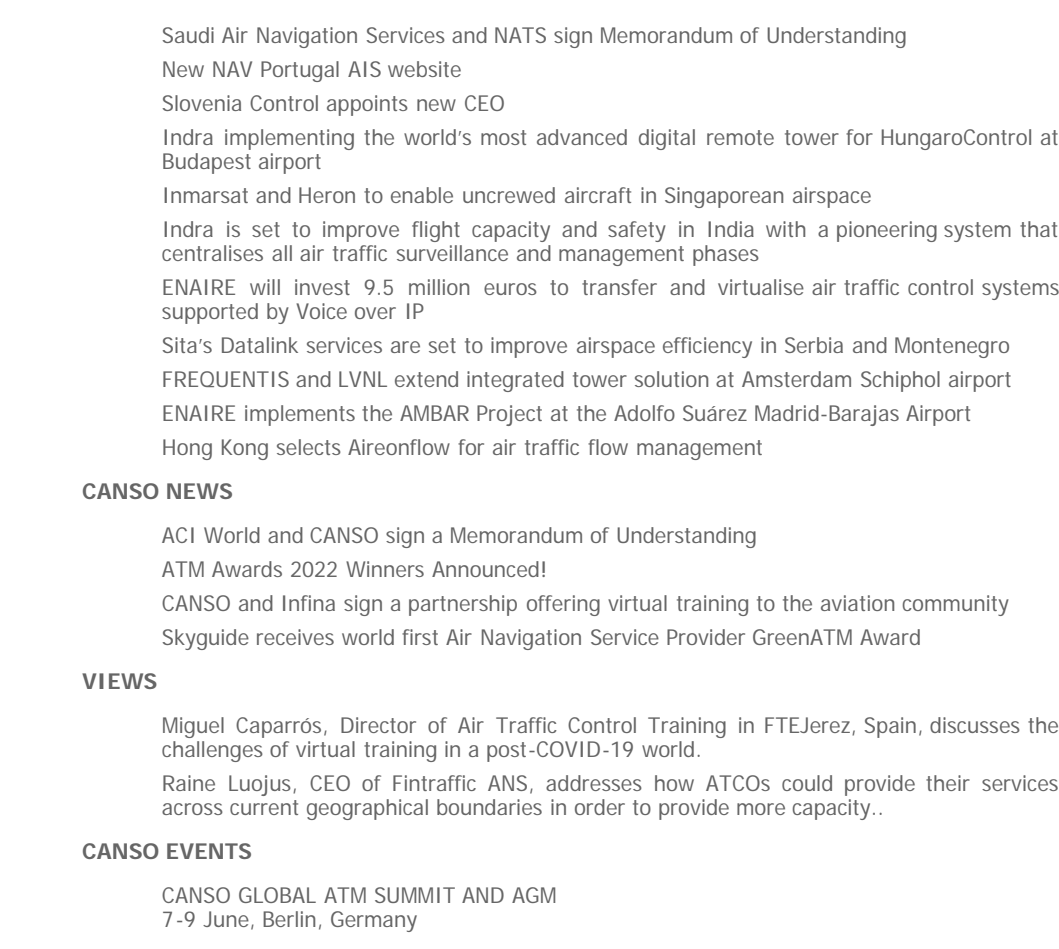 Saudi Air Navigation Services and NATS sign Memorandum of Understanding
New NAV Portugal AIS website
Slovenia Control appoints new CEO
Indra implementing the world's most advanced digital remote tower for HungaroControl at
Budapest airport
Inmarsat and Heron to enable uncrewed aircraft in Singaporean airspace
Indra is set to improve flight capacity and safety in India with a pioneering system that
centralises all air traffic surveillance and management phases
ENAIRE will invest 9.5 million euros to transfer and virtualise air traffic control systems
supported by Voice over IP
Sita's Datalink services are set to improve airspace efficiency in Serbia and Montenegro
FREQUENTIS and LVNL extend integrated tower solution at Amsterdam Schiphol airport
ENAIRE implements the AMBAR Project at the Adolfo Suárez Madrid-Barajas Airport
Hong Kong selects Aireonflow for air traffic flow management
CANSO NEWS
ACI World and CANSO sign a Memorandum of Understanding
ATM Awards 2022 Winners Announced!
CANSO and Infina sign a partnership offering virtual training to the aviation community
Skyguide receives world first Air Navigation Service Provider GreenATM Award
VIEWS
Miguel Caparrós, Director of Air Traffic Control Training in FTEJerez, Spain, discusses the
challenges of virtual training in a post-COVID-19 world.
Raine Luojus, CEO of Fintraffic ANS, addresses how ATCOs could provide their services
across current geographical boundaries in order to provide more capacity..
CANSO EVENTS
CANSO GLOBAL ATM SUMMIT AND AGM
7-9 June, Berlin, Germany